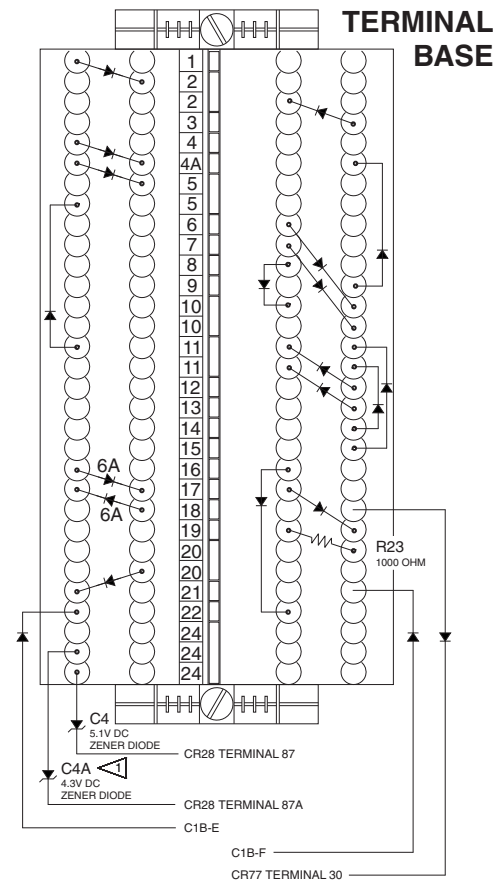 TERMINAL
BASE
1
2
2
3
4
4A
5
5
6
7
8
9
10
10
11
11
12
13
14
15
16
17
18
19
20
20
21
22
24
24
24
6A
6A
R23
1000 OHM
C4
5.1V DC
ZENER DIODE
CR28 TERMINAL 87
C4A
1
4.3V DC
ZENER DIODE
CR28 TERMINAL 87A
C1B-E
C1B-F
CR77 TERMINAL 30